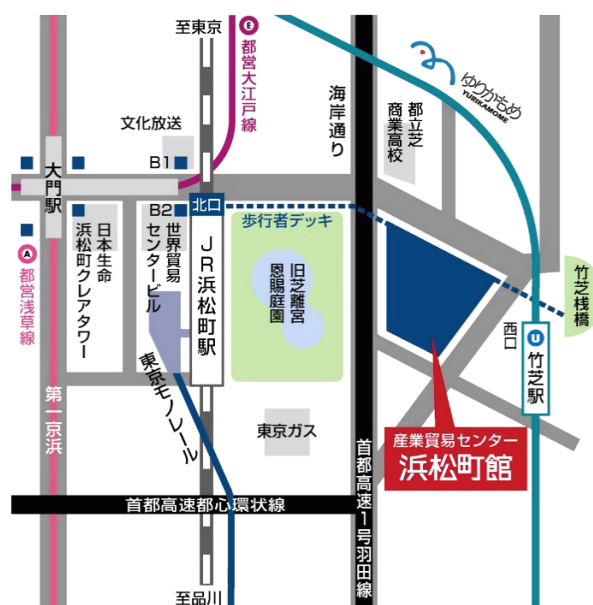 至東京
E
都営大江戸線
ゆりかもめ
YURIKAMOME
海岸通り
都立芝
商業高校
文化放送
大門駅
B1
北口
歩行者デッキ
B2
日本生命
浜松町クレアタワー
世界貿易
センタービル
JR浜松町駅
旧芝離宮
恩賜庭園
竹芝桟橋
A
都営浅草線
西口
U
竹芝駅
東京モノレール
第一京浜
東京ガス
産業貿易センター
浜松町館
首都高速1号羽田線
首都高速都心環状線
至品川